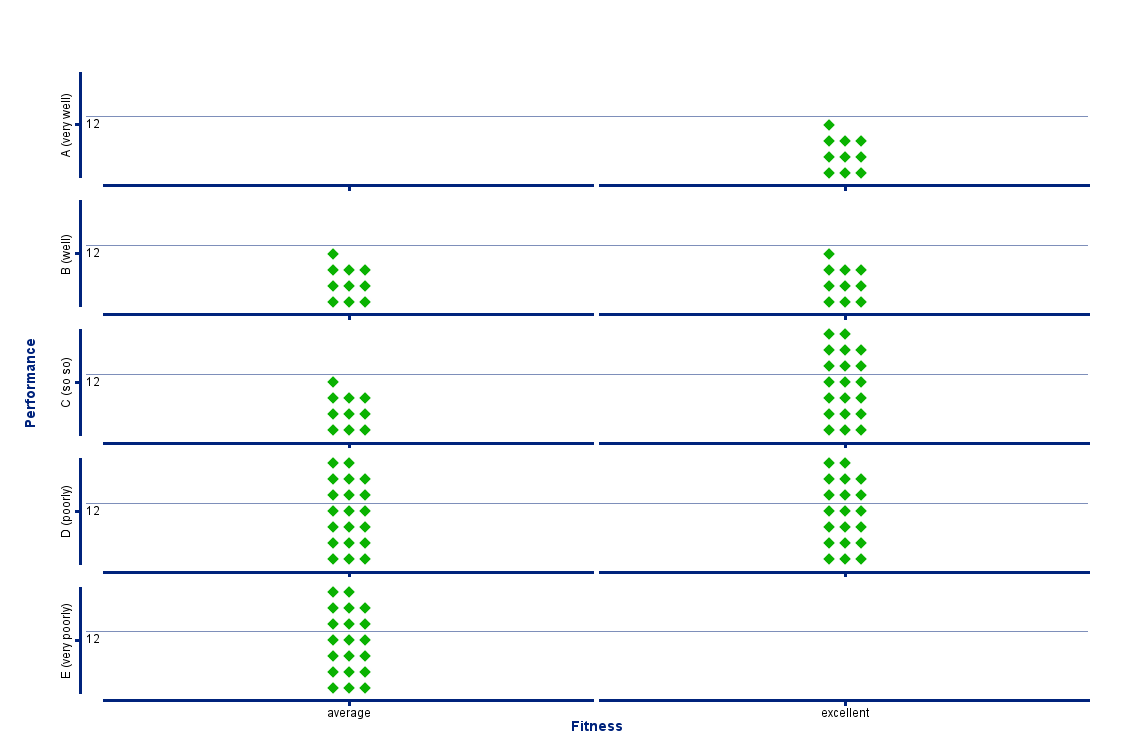 A (very well)
12
B (well)
12
C (so so)
12
D (poorly)
12
E (very poorly)
12
Performance
average
excellent
Fitness